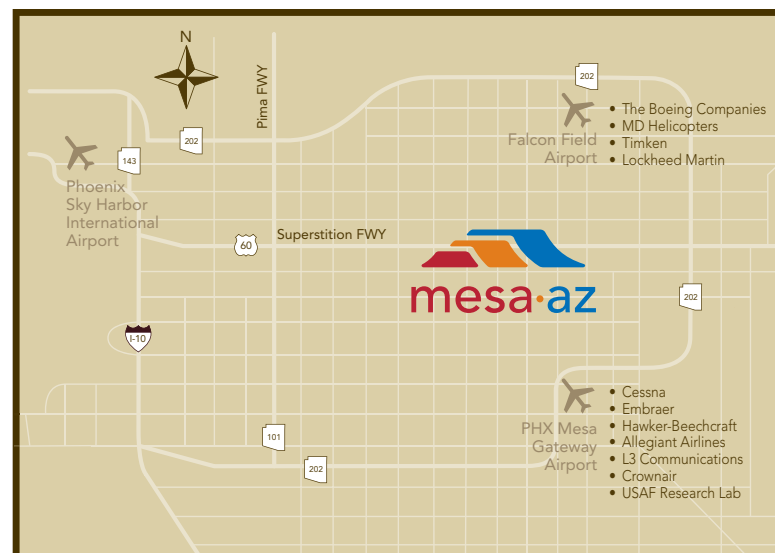 N
Pima FWY
202
The Boeing Companies
MD Helicopters
Timken
Lockheed Martin
Falcon Field
Airport
202
143
Phoenix
Sky Harbor
International
Airport
60
Superstition FWY
mesa·az
202
I-10
• Cessna
• Embraer
• Hawker-Beechcraft
• Allegiant Airlines
• L3 Communications
• Crownair
• USAF Research Lab
PHX Mesa
Gateway
Airport
101
202